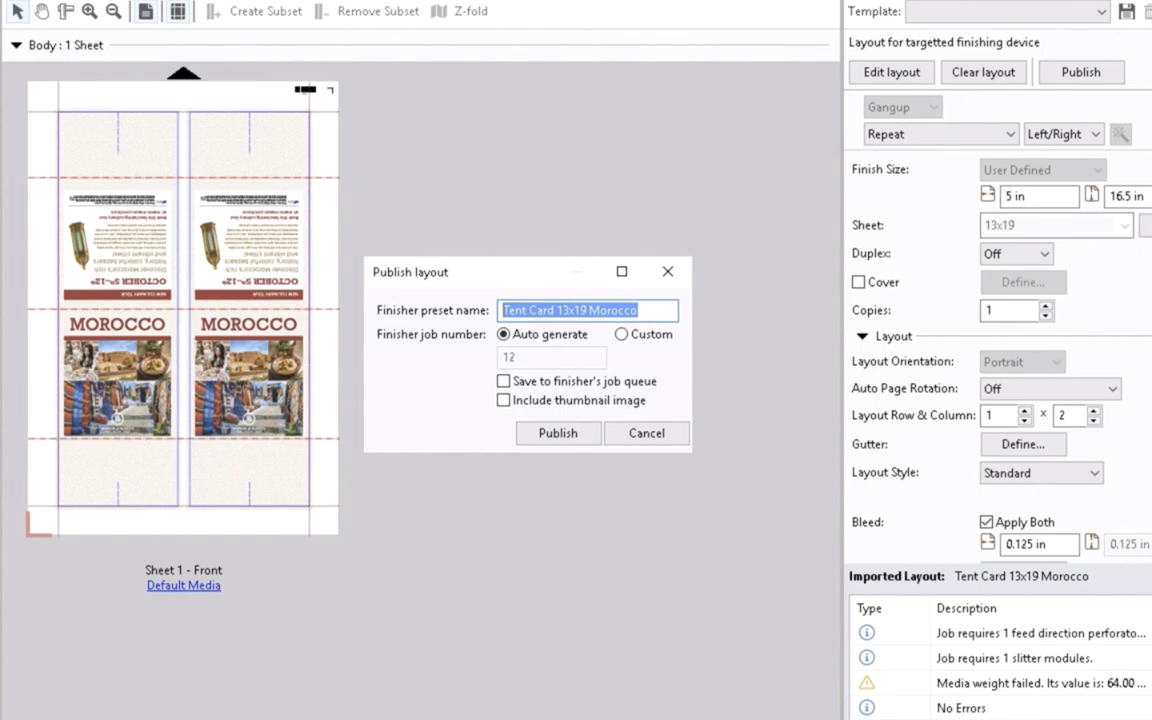 Create Subset
Remove Subset
Z-fold
Template:
Body : 1 Sheet
Layout for targetted finishing device
Edit layout
Clear layout
Publish
Gangup
Repeat
Left/Right
Finish Size:
User Defined
5 in
16.5 in
Sheet:
13x19
Duplex:
Off
Cover
Define...
Copies:
1
Layout
Layout Orientation:
Portrait
Auto Page Rotation:
Off
Layout Row & Column:
1 x 2
Gutter:
Define...
Layout Style:
Standard
Bleed:
Apply Both
0.125 in
0.125 in
Imported Layout: Tent Card 13x19 Morocco
Type Description
Job requires 1 feed direction perforato...
Job requires 1 slitter modules.
Media weight failed. Its value is: 64.00 ...
No Errors
Publish layout
Finisher preset name:
Tent Card 13x19 Morocco
Finisher job number:
Auto generate
Custom
12
Save to finisher's job queue
Include thumbnail image
Publish
Cancel
Discover Morocco's rich
history, colorful bazaars
and vibrant cities!
OCTOBER 5th-12th
NEW CULINARY TOUR
MOROCCO
Discover Morocco's rich
history, colorful bazaars
and vibrant cities!
OCTOBER 5th-12th
NEW CULINARY TOUR
MOROCCO
Sheet 1 - Front
Default Media